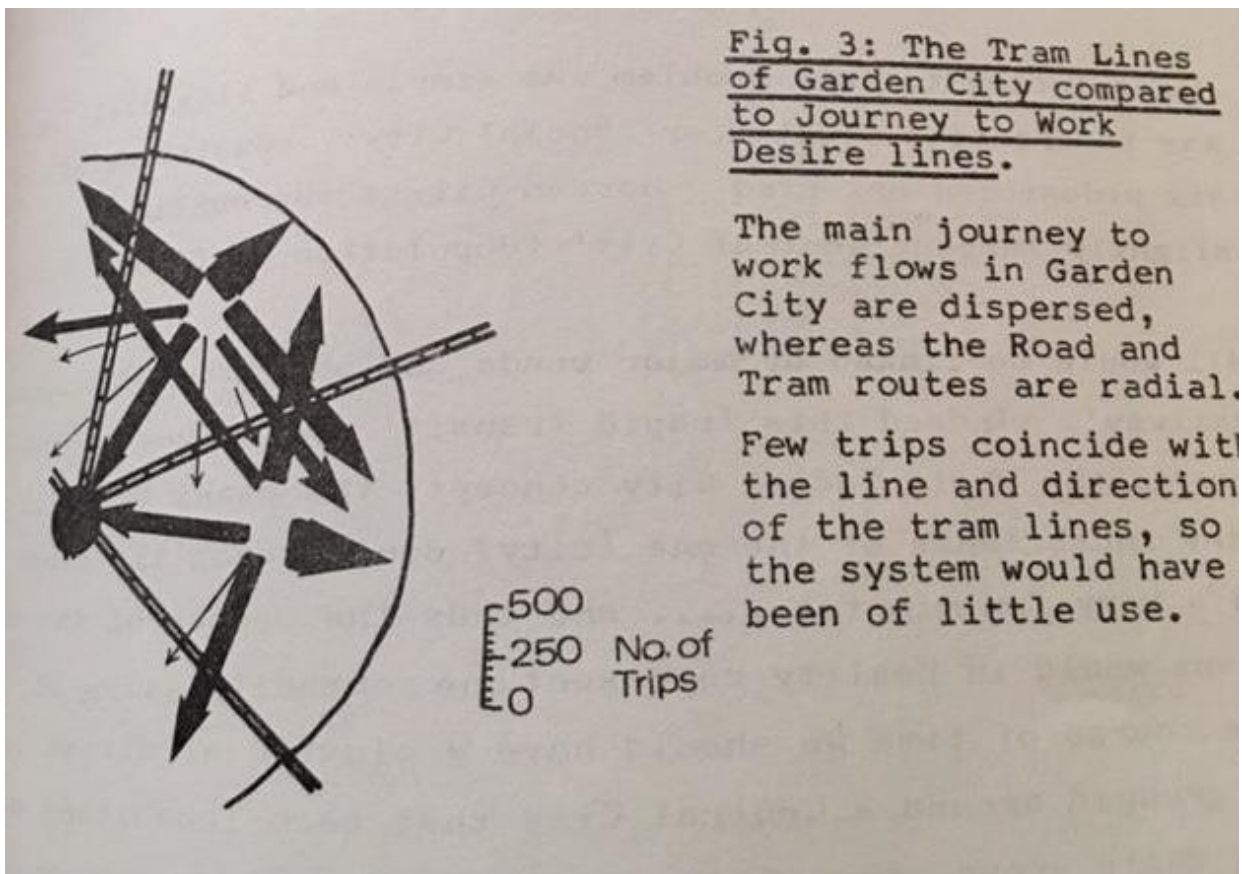 Fig. 3: The Tram Lines
of Garden City compared
to Journey to Work
Desire lines.
The main journey to
work flows in Garden
City are dispersed,
whereas the Road and
Tram routes are radial.
Few trips coincide wit
the line and direction
of the tram lines, so
the system would have
been of little use.
500
250
0
No. of
Trips